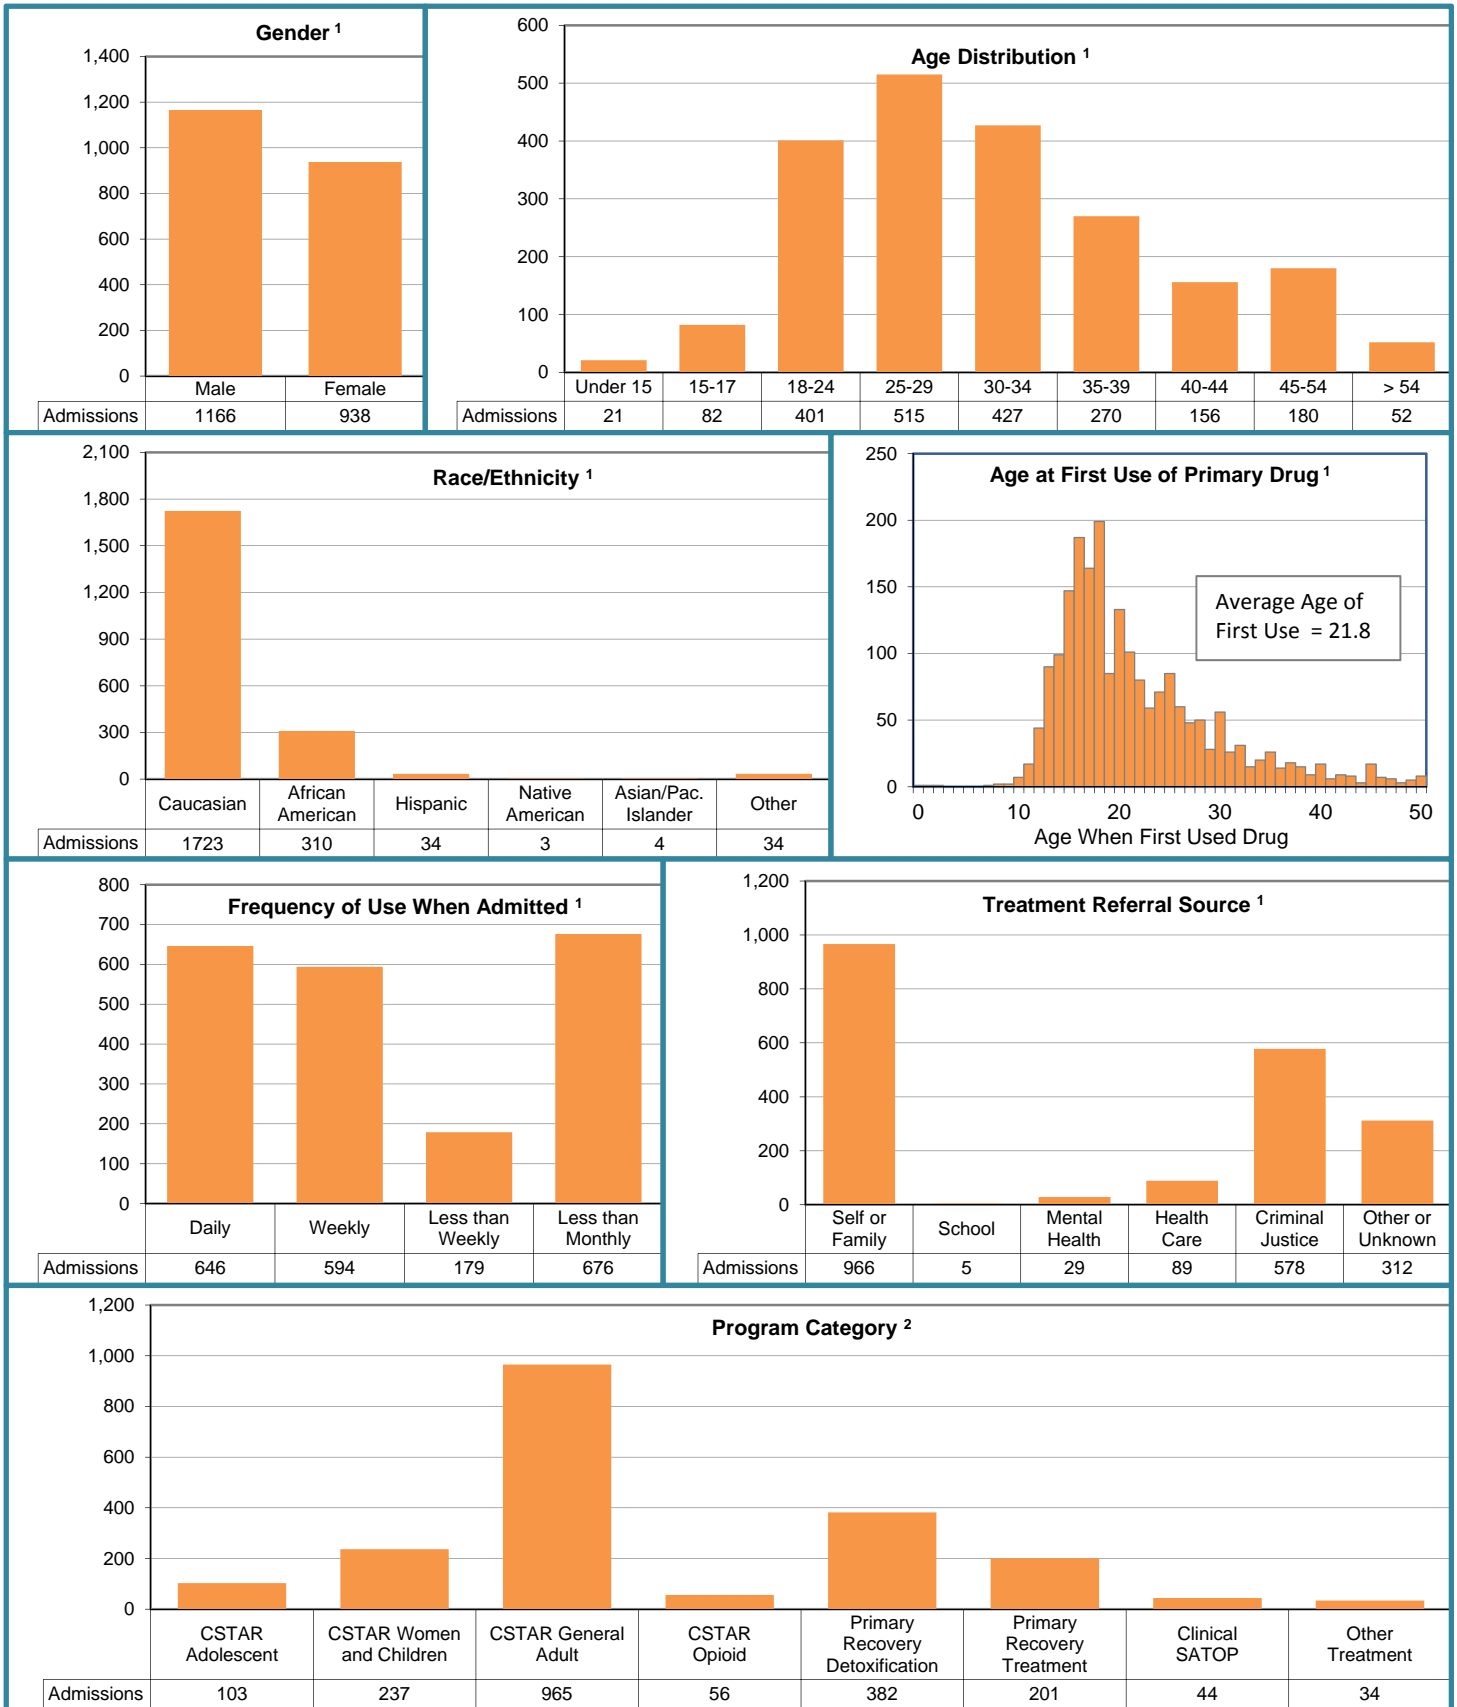 Gender 1
1,400
1,200
1,000
800
600
400
200
0
Male Female
Admissions 1166 938
Age Distribution 1
600
500
400
300
200
100
0
Under 15 15-17 18-24 25-29 30-34 35-39 40-44 45-54 > 54
Admissions 21 82 401 515 427 270 156 180 52
Race/Ethnicity 1
2,100
1,800
1,500
1,200
900
600
300
0
Caucasian African American Hispanic Native American Asian/Pac. Islander Other
Admissions 1723 310 34 3 4 34
Age at First Use of Primary Drug 1
250
200
150
100
50
0
Average Age of
First Use = 21.8
0 10 20 30 40 50
Age When First Used Drug
Frequency of Use When Admitted 1
800
700
600
500
400
300
200
100
0
Daily Weekly Less than Weekly Less than Monthly
Admissions 646 594 179 676
Treatment Referral Source 1
1,200
1,000
800
600
400
200
0
Self or Family School Mental Health Health Care Criminal Justice Other or Unknown
Admissions 966 5 29 89 578 312
Program Category 2
1,200
1,000
800
600
400
200
0
CSTAR Adolescent CSTAR Women and Children CSTAR General Adult CSTAR Opioid Primary Recovery Detoxification Primary Recovery Treatment Clinical SATOP Other Treatment
Admissions 103 237 965 56 382 201 44 34